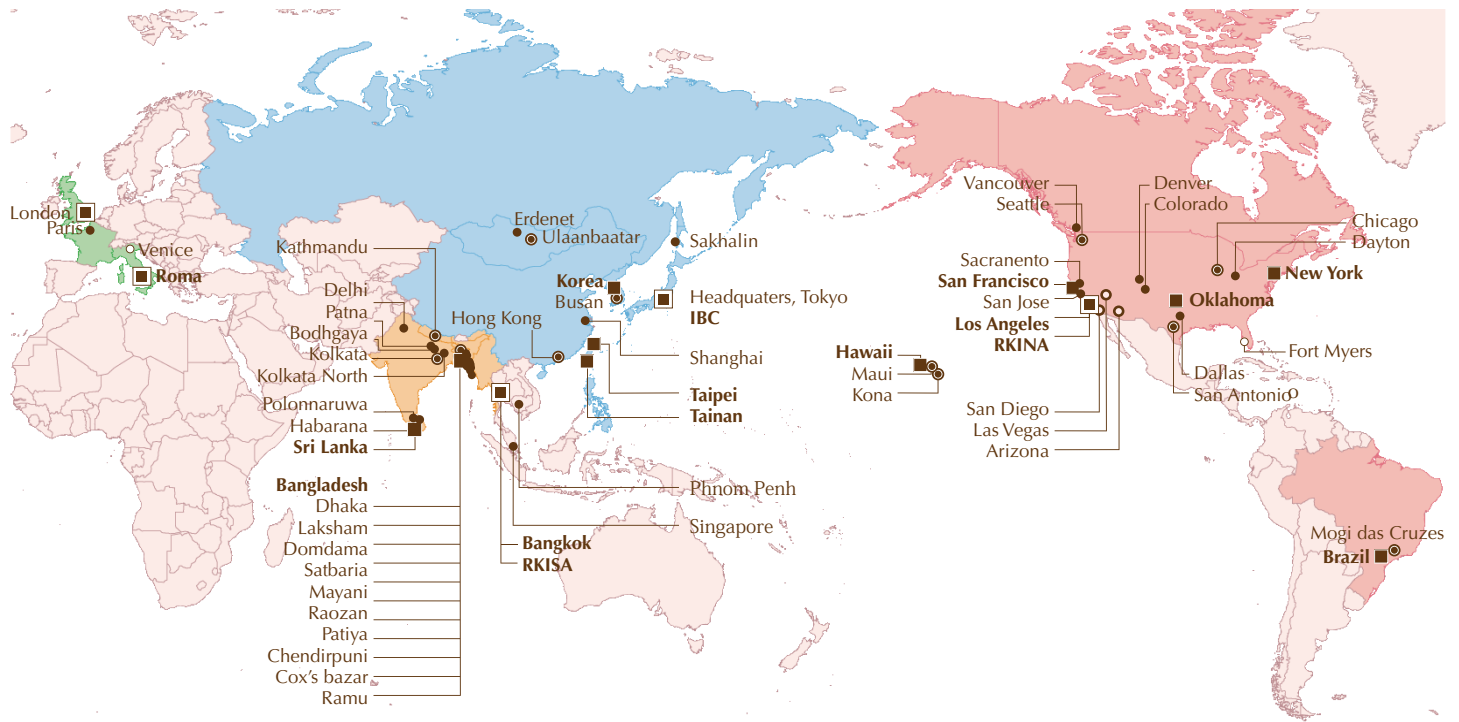 London
Paris
Venice
Roma
Kathmandu
Delhi
Patna
Bodhgaya
Kolkata
Kolkata North
Polonnaruwa
Habarana
Sri Lanka
Bangladesh
Dhaka
Laksham
Domdama
Satbaria
Mayani
Raozan
Patiya
Chendirpuni
Cox's bazar
Ramu
Erdenet
Ulaanbaatar
Sakhalin
Korea
Busan
Hong Kong
Headquaters, Tokyo
IBC
Shanghai
Taipei
Tainan
Phnom Penh
Singapore
Bangkok
RKISA
Hawaii
Maui
Kona
Vancouver
Seattle
Sacranento
San Francisco
San Jose
Los Angeles
RKINA
San Diego
Las Vegas
Arizona
Denver
Colorado
Chicago
Dayton
New York
Oklahoma
Fort Myers
Dallas
San Antonio
Mogi das Cruzes
Brazil